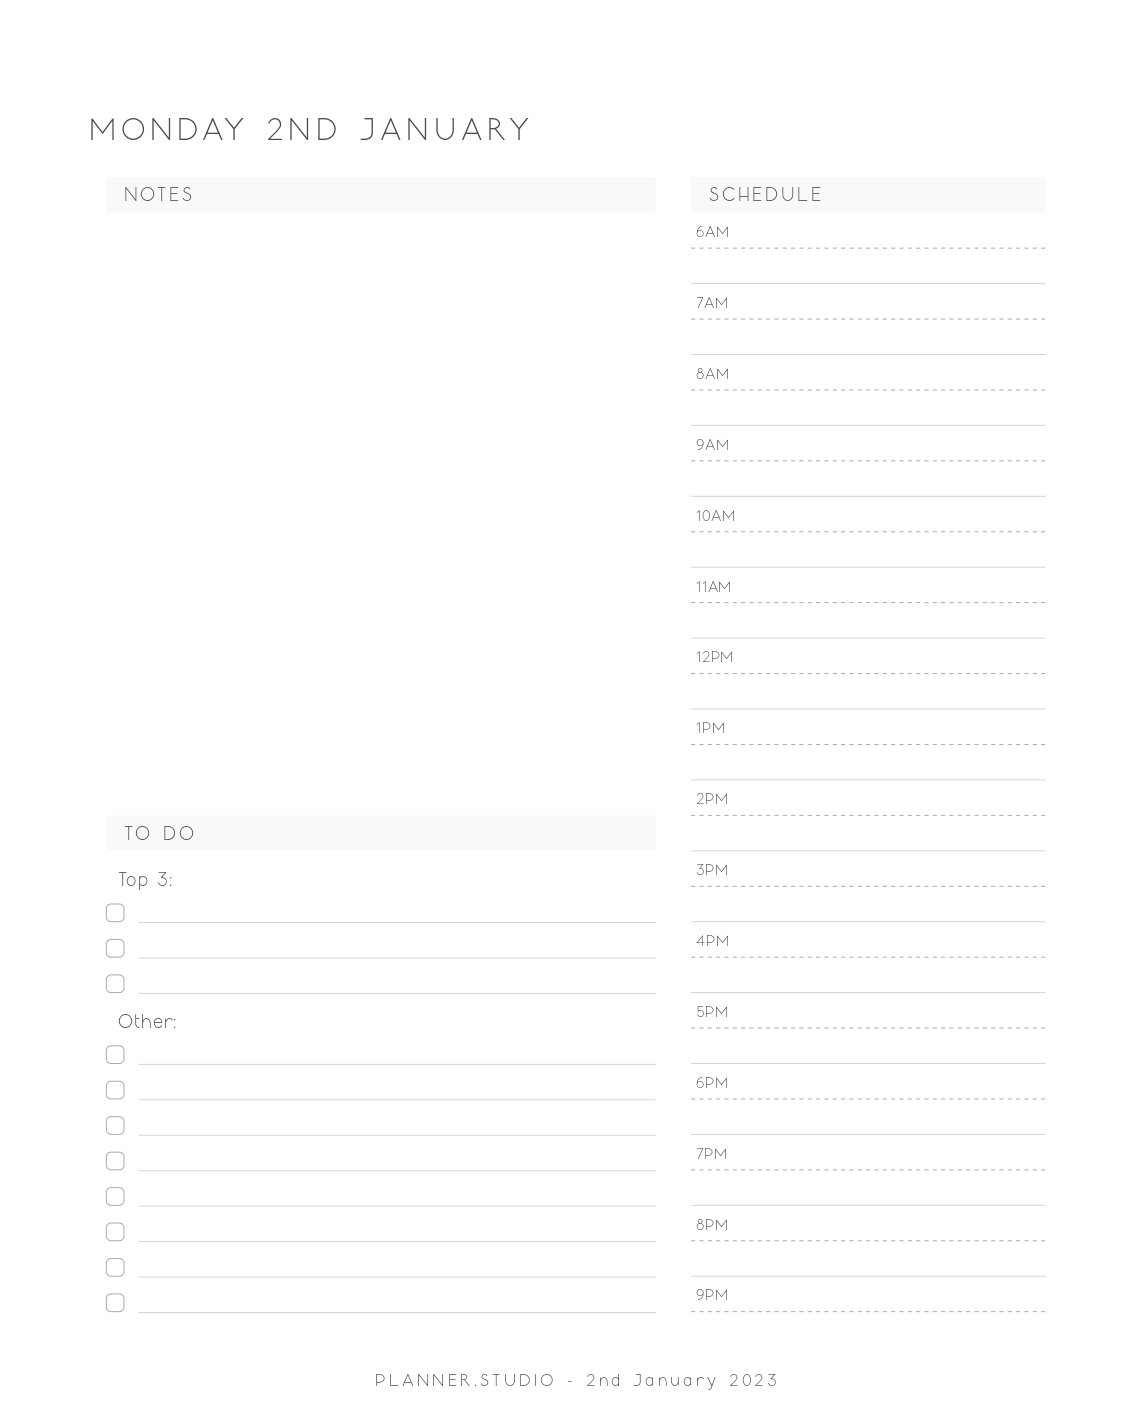 MONDAY 2ND JANUARY
NOTES
TO DO
Top 3:
Other:
SCHEDULE
6AM
7AM
8AM
9AM
10AM
11AM
12PM
1PM
2PM
3PM
4PM
5PM
6PM
7PM
8PM
9PM
PLANNER.STUDIO - 2nd January 2023